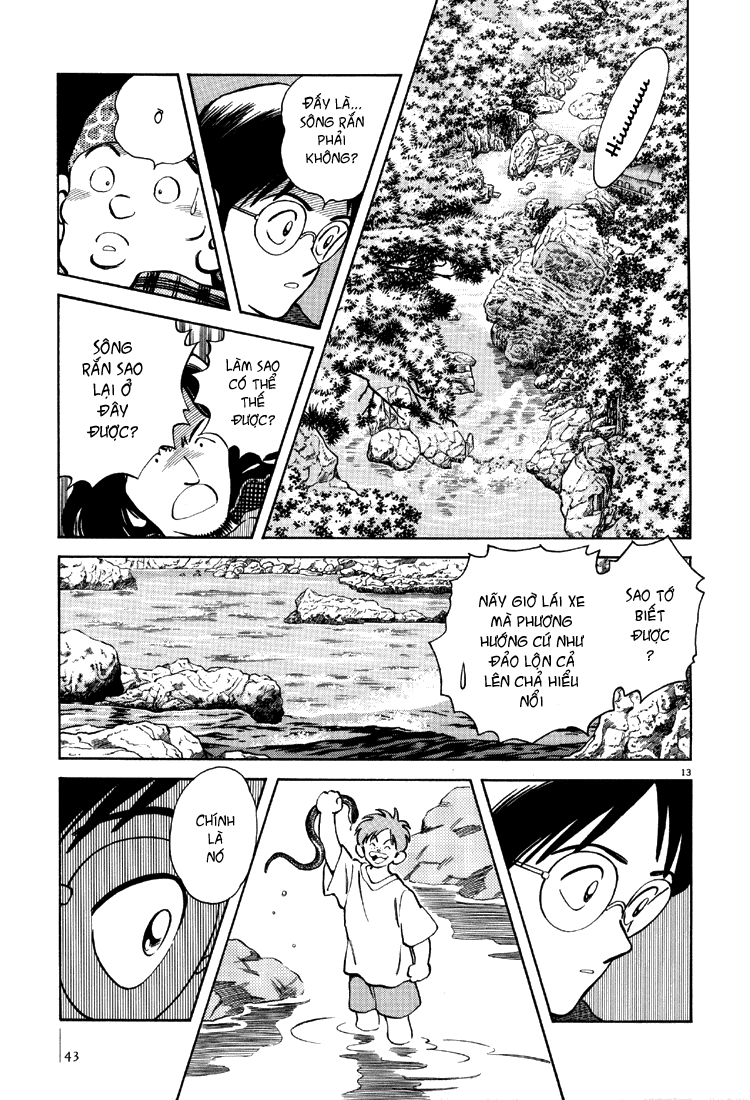 Hiuuuuuu
ĐẤY LÀ...
SÔNG RẮN
PHẢI
KHÔNG?
Ờ
LÀM SAO
CÓ THỂ
THẾ
ĐƯỢC?
SÔNG
RẮN SAO
LẠI Ở
ĐÂY
ĐƯỢC?
SAO TỚ
BIẾT
ĐƯỢC
?
NÃY GIỜ LÁI XE
MÀ PHƯƠNG
HƯỚNG CỨ NHƯ
ĐẢO LỘN CẢ
LÊN CHẢ HIỂU
NỔI
13
CHÍNH
LÀ
NÓ
43